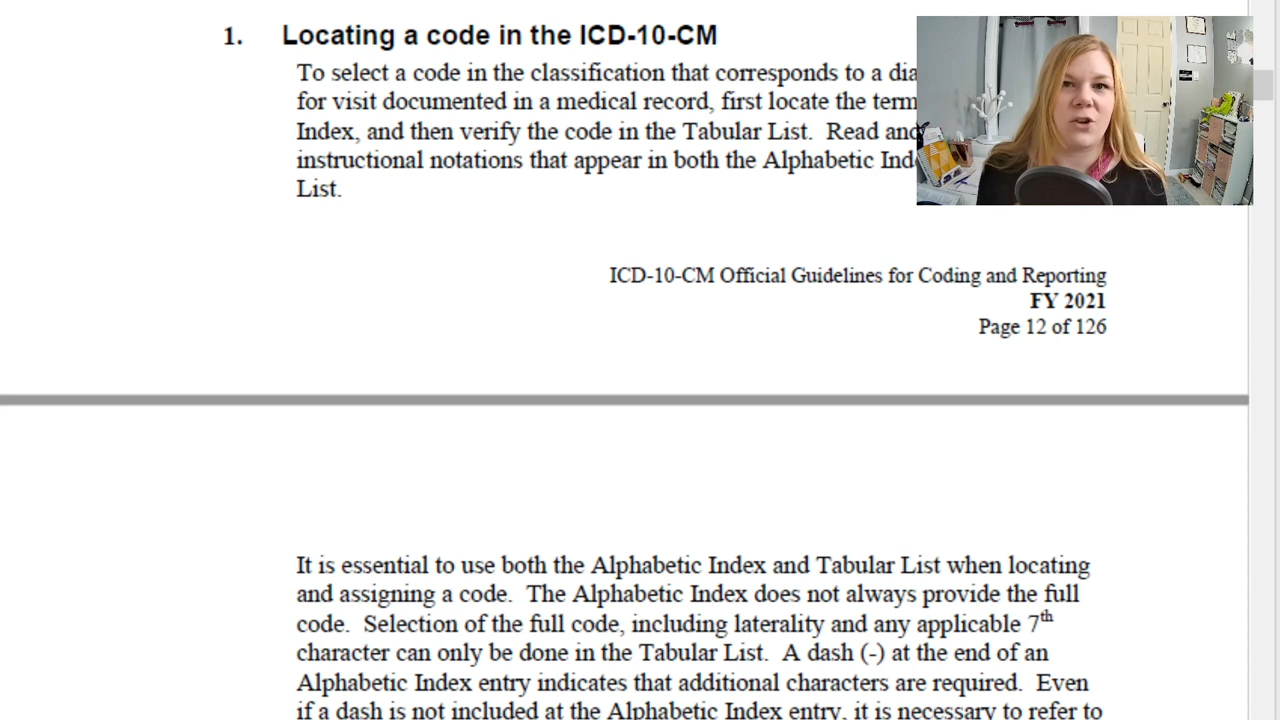 1. Locating a code in the ICD-10-CM
To select a code in the classification that corresponds to a
for visit documented in a medical record, first locate the term
Index, and then verify the code in the Tabular List. Read and
instructional notations that appear in both the Alphabetic
List.
ICD-10-CM Official Guidelines for Coding and Reporting
FY 2021
Page 12 of 126
It is essential to use both the Alphabetic Index and Tabular List when locating
and assigning a code. The Alphabetic Index does not always provide the full
code. Selection of the full code, including laterality and any applicable 7th
character can only be done in the Tabular List. A dash (-) at the end of an
Alphabetic Index entry indicates that additional characters are required. Even
if a dash is not included at the Alphabetic Index entry, it is necessary to refer to